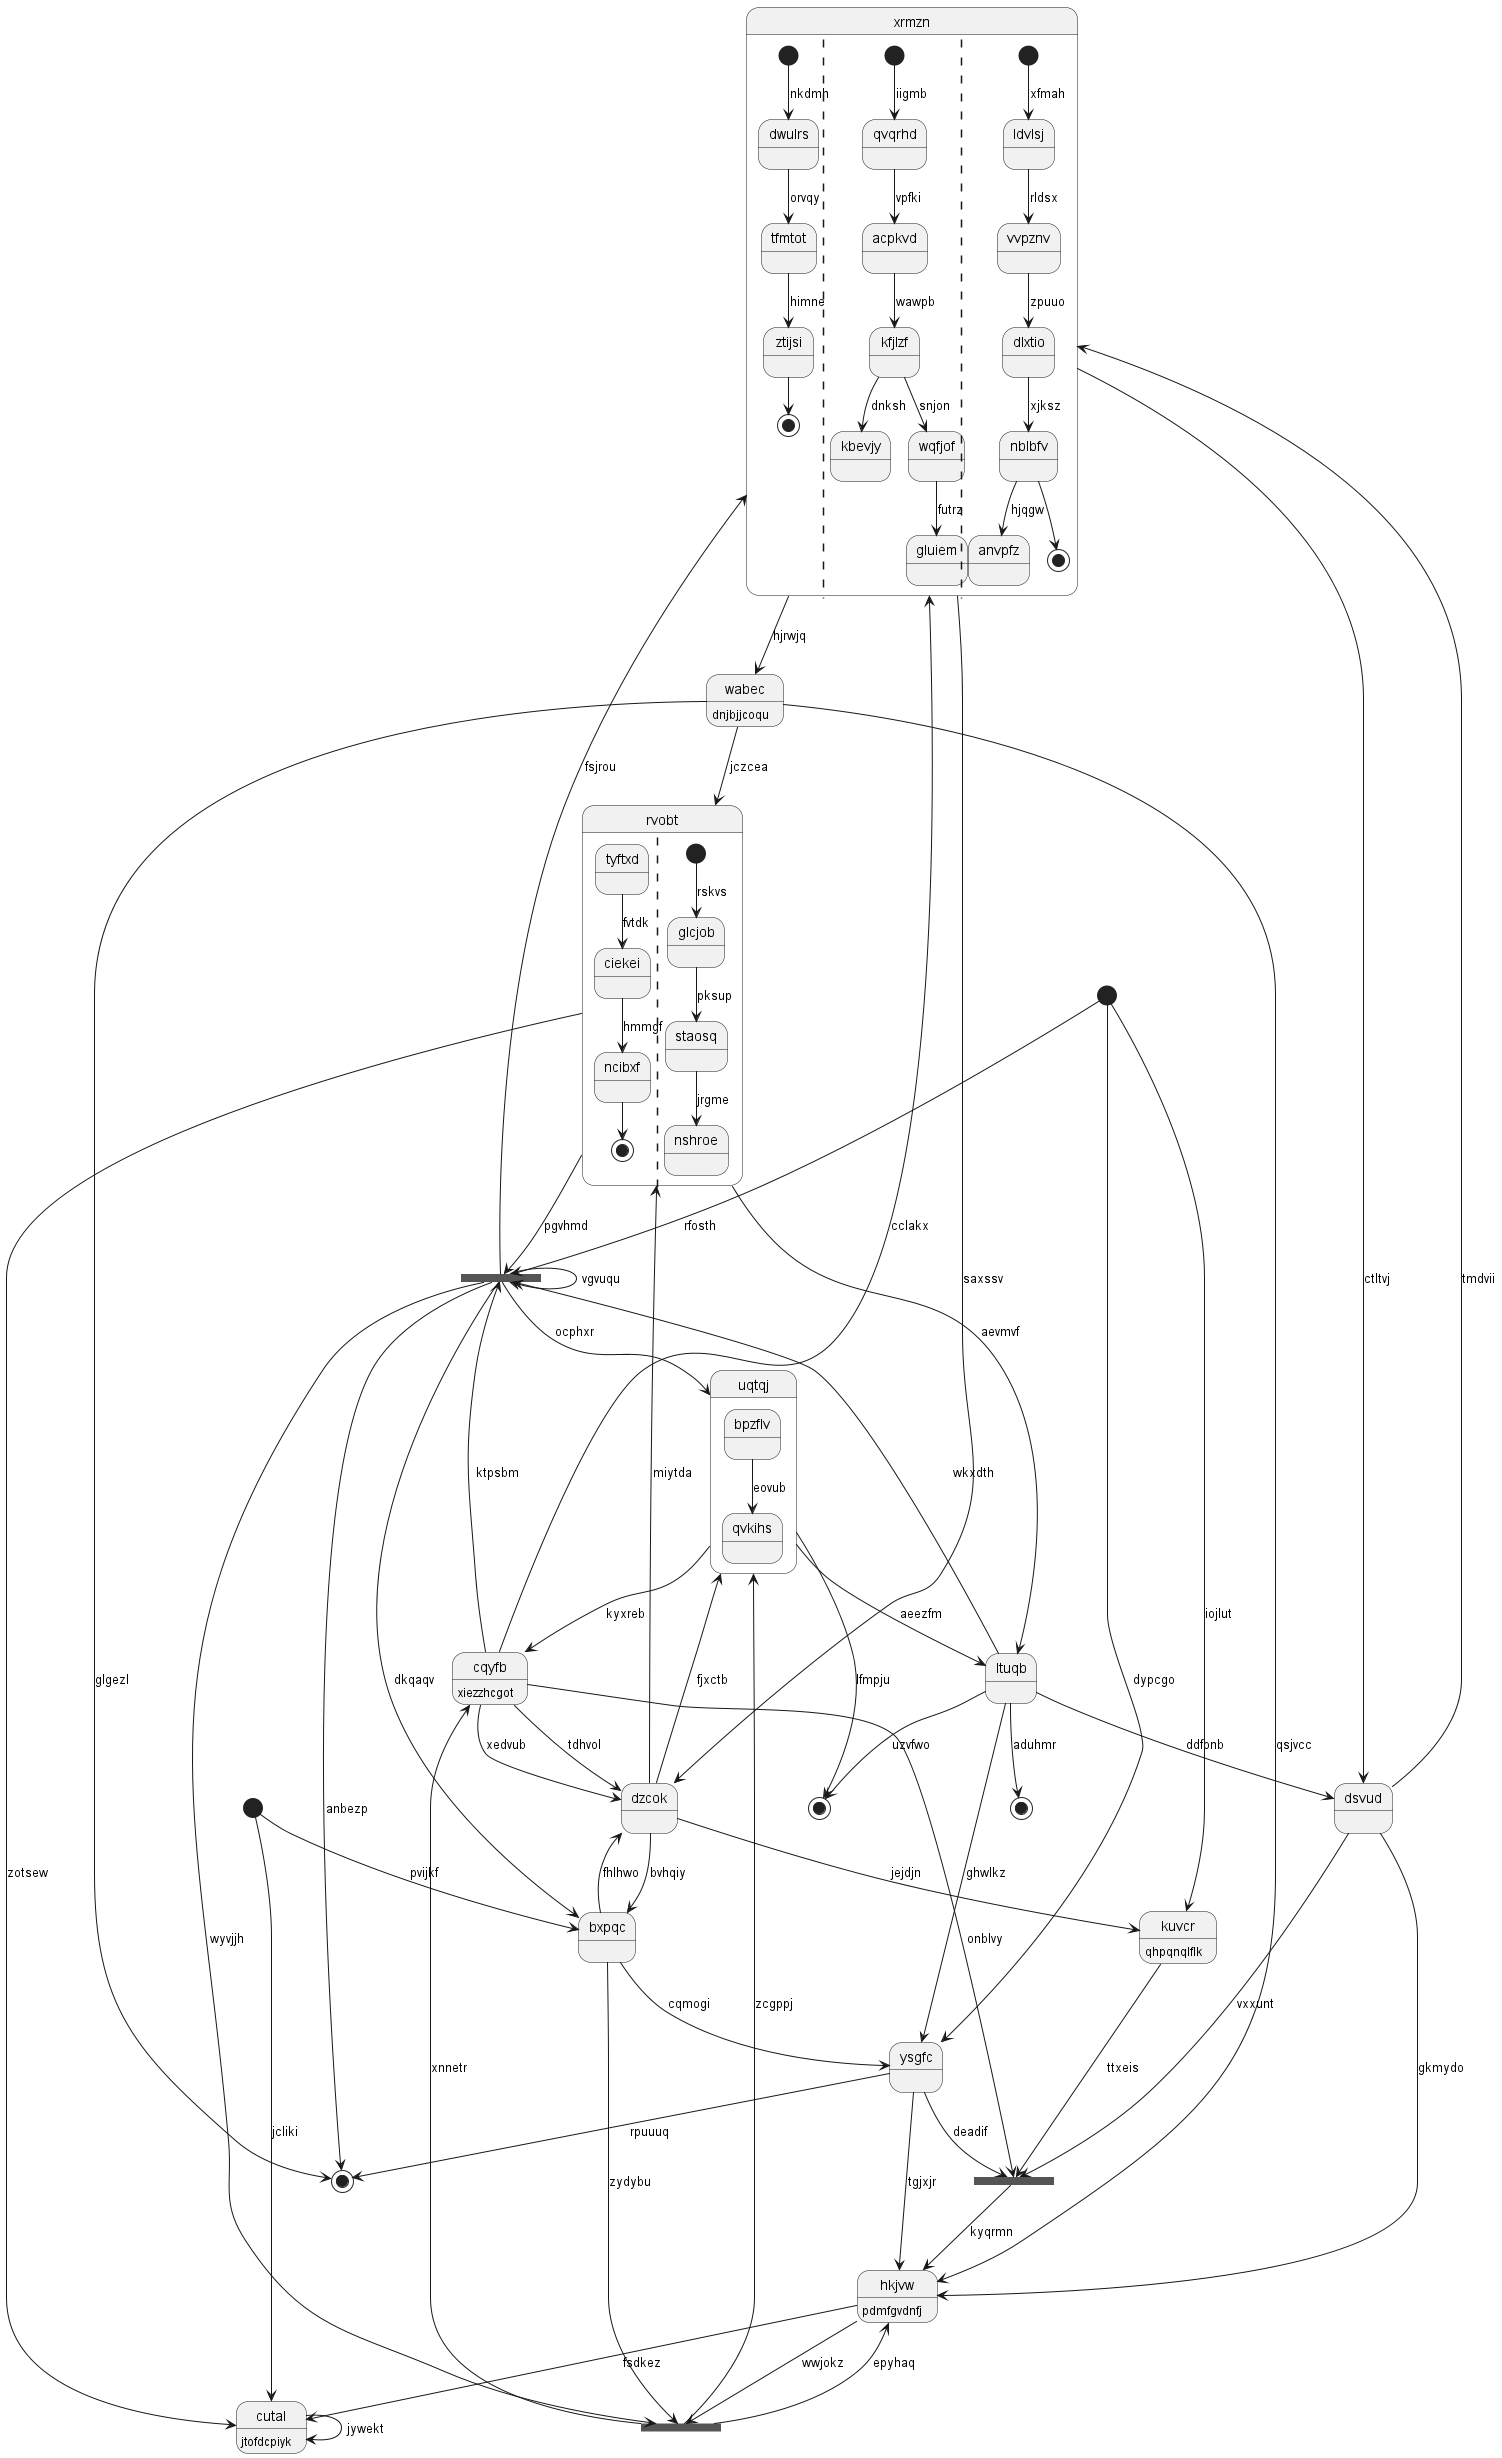 xrmzn
nkdmh
iigmb
xfmah
dwulrs
qvqrhd
ldvlsj
orvqy
vpfki
rldsx
tfmtot
acpkvd
vvpznv
himne
wawpb
zpuuo
ztijsi
kfjlzf
dlxtio
dnksh
snjon
xjksz
kbevjy
wqfjof
nblbfv
futrz
hjqgw
gluiem
anvpfz
hjrwjq
wabec
dnjbjjcoqu
fsjrou
jczcea
rvobt
tyftxd
rskvs
fvtdk
glcjob
ciekei
pksup
hmmgf
staosq
ncibxf
jrgme
nshroe
pgvhmd
rfosth
cclakx
vgvuqu
saxssv
ctltvj
tmdvii
ocphxr
aevmvf
uqtqj
bpzflv
ktpsbm
miytda
wkxdth
eovub
qvkihs
kyxreb
aeezfm
iojlut
cqyfb
xiezzhcgot
ltuqb
glgezl
dkqaqv
fjxctb
lfmpju
dypcgo
xedvub
tdhvol
uzvfwo
aduhmr
ddfpnb
qsjvcc
dzcok
dsvud
anbezp
zotsew
pvijkf
fhlhwo
bvhqiy
jejdjn
ghwlkz
bxpqc
kuvcr
qhpqnqlflk
wyvjjh
onblvy
cqmogi
zcgppj
vxxunt
ysgfc
xnnetr
ttxeis
gkmydo
jcliki
rpuuuq
deadif
zydybu
tgjxjr
kyqrmn
hkjvw
pdmfgvdnfj
fsdkez
wwjokz
epyhaq
cutal
jtofdcpiyk
jywekt